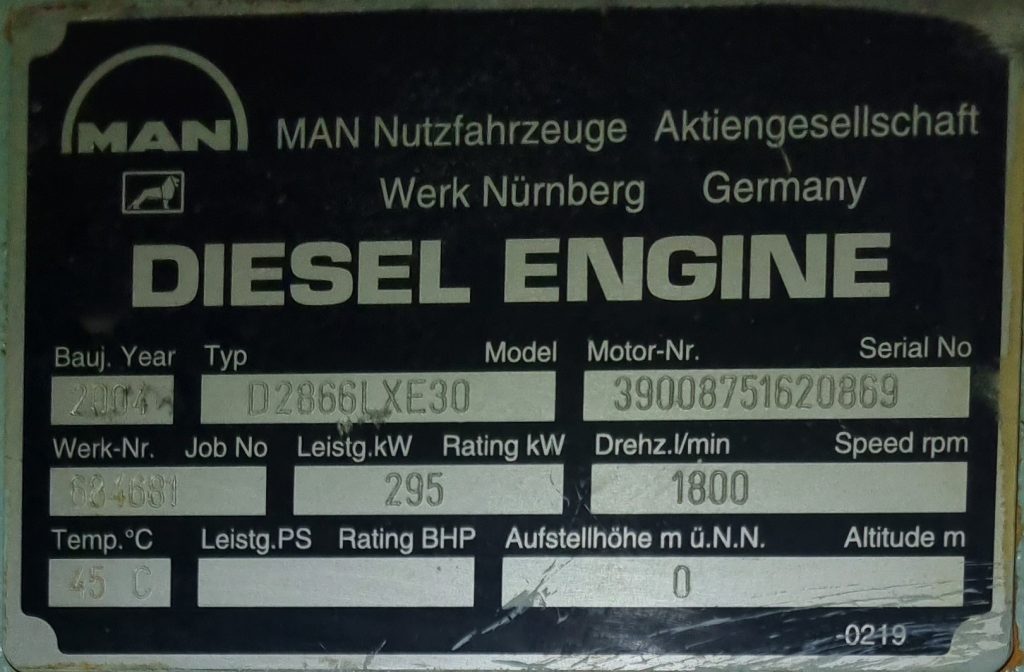 MAN
MAN Nutzfahrzeuge Aktiengesellschaft
Werk Nürnberg Germany
DIESEL ENGINE
Bauj. Year Typ Model Motor-Nr. Serial No
2004 D2866LXE30 39008751620869
Werk-Nr. Job No Leistg.kW Rating kW Drehz.l/min Speed rpm
295 1800
Temp.°C Leistg.PS Rating BHP Aufstellhöhe m ü.N.N. Altitude m
45 C 0
-0219